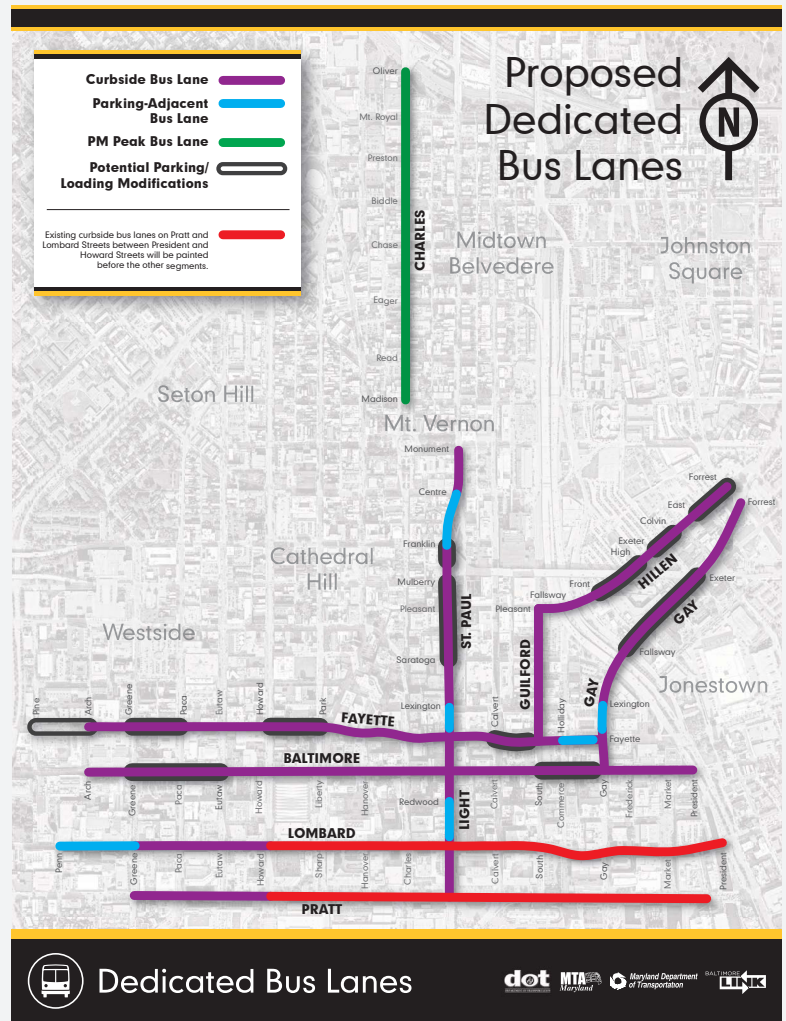 Proposed
Dedicated
Bus Lanes
N
Curbside Bus Lane
Parking-Adjacent
Bus Lane
PM Peak Bus Lane
Potential Parking/
Loading Modifications
Existing curbside bus lanes on Pratt and
Lombard Streets between President and
Howard Streets will be painted
before the other segments.
Oliver
Mt. Royal
Preston
Biddle
Chase
Eager
Read
Madison
CHARLES
Midtown
Belvedere
Johnston
Square
Seton Hill
Mt. Vernon
Monument
Centre
Franklin
Mulberry
Pleasant
Saratoga
Lexington
Redwood
ST. PAUL
LIGHT
Cathedral
Hill
Westside
Jonestown
Forrest
East
Colvin
Exeter
High
Front
Fallsway
Pleasant
HILLEN
GUILFORD
Forrest
Exeter
Fallsway
Lexington
Fayette
GAY
GAY
Pine
Arch
Greene
Paca
Eutaw
Howard
Park
FAYETTE
Calvert
Holliday
BALTIMORE
Arch
Greene
Paca
Eutaw
Howard
Liberty
Hanover
Calvert
South
Commerce
Gay
Frederick
Market
President
LOMBARD
Penn
Greene
Paca
Eutaw
Howard
Sharp
Hanover
Charles
Calvert
South
Gay
Market
President
PRATT
Dedicated Bus Lanes
dot
MTA
Maryland
Maryland Department
of Transportation
BALTIMORE
LINK